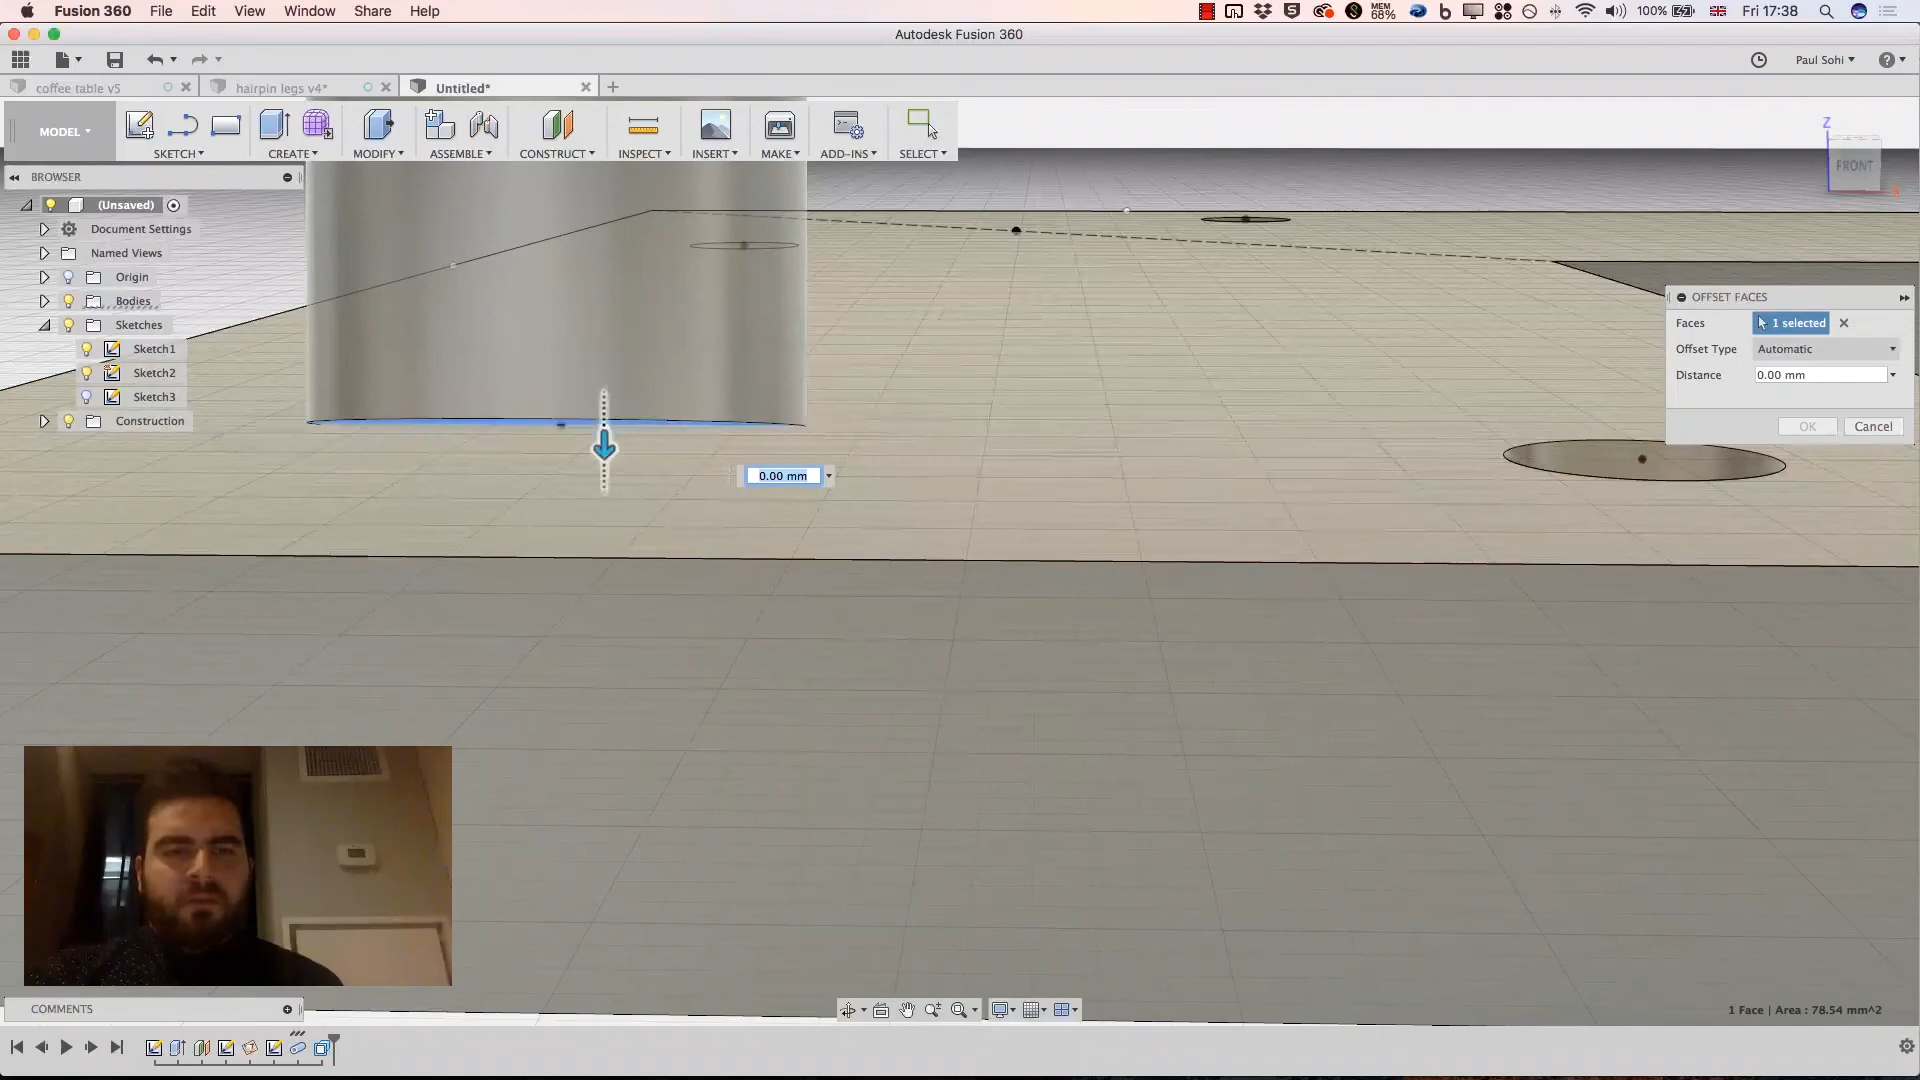 Fusion 360 File Edit View Window Share Help MEM 68% 100% Fri 17:38
Autodesk Fusion 360
Paul Sohi
coffee table v5 hairpin legs v4* Untitled*
MODEL SKETCH CREATE MODIFY ASSEMBLE CONSTRUCT INSPECT INSERT MAKE ADD-INS SELECT
Z
FRONT
X
BROWSER
(Unsaved)
Document Settings
Named Views
Origin
Bodies
Sketches
Sketch1
Sketch2
Sketch3
Construction
OFFSET FACES
Faces 1 selected
Offset Type Automatic
Distance 0.00 mm
OK Cancel
0.00 mm
COMMENTS
1 Face | Area : 78.54 mm^2